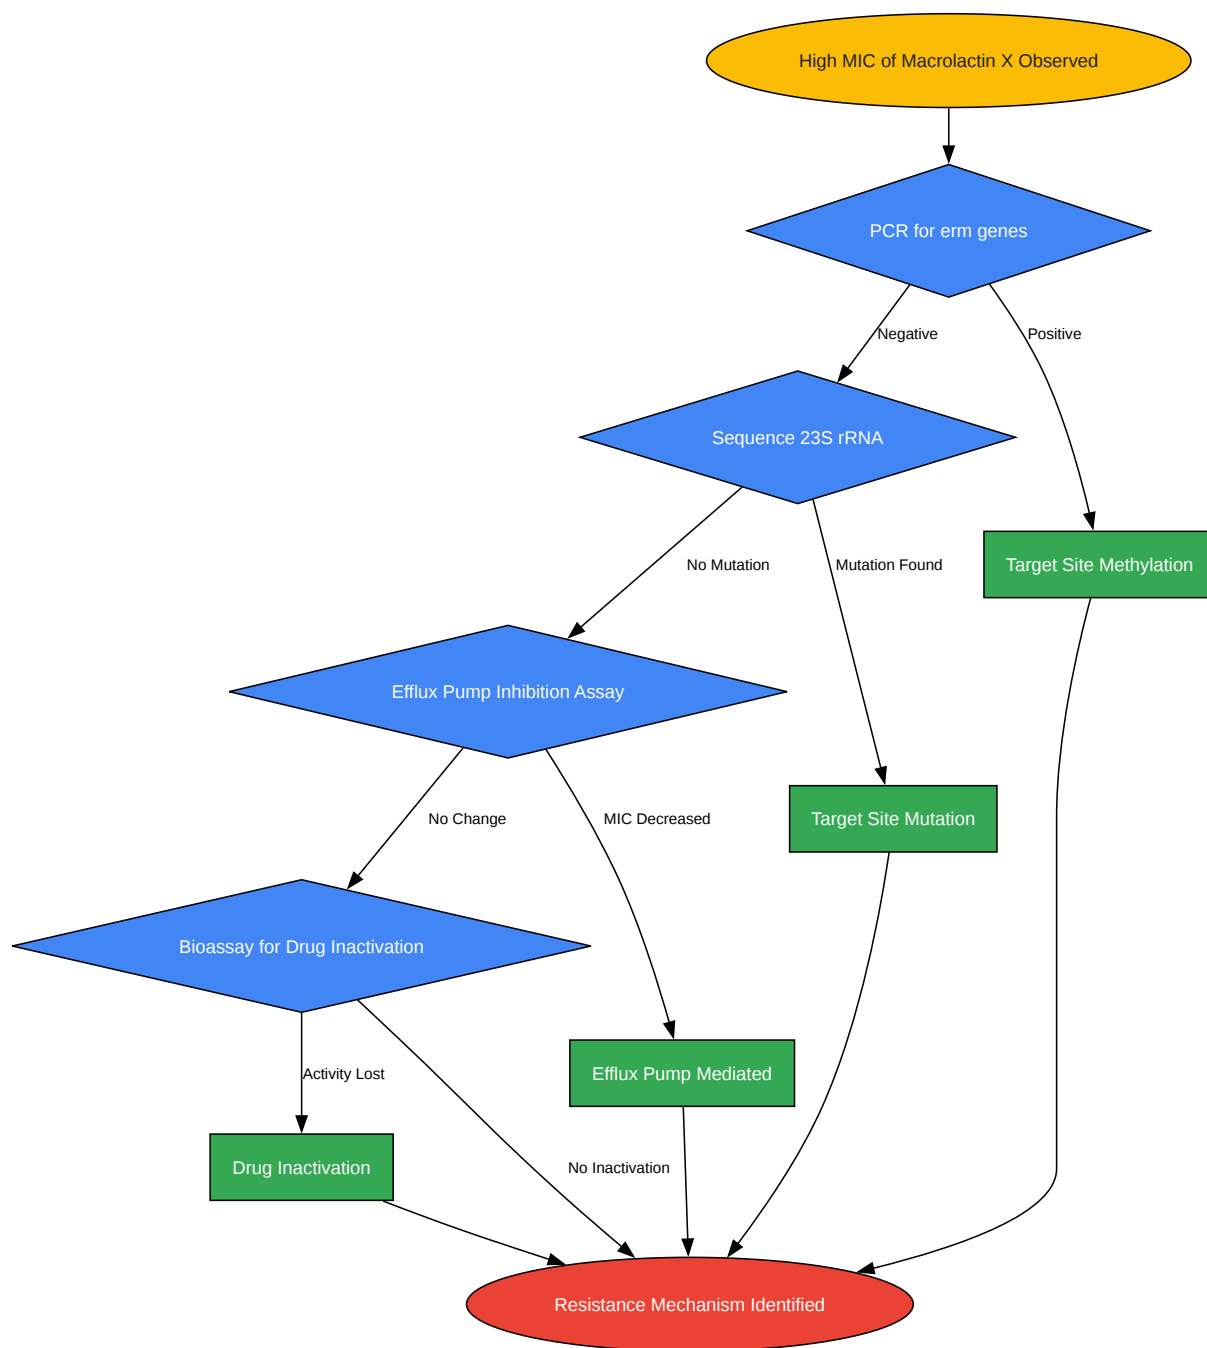 High MIC of Macrolactin X Observed
PCR for erm genes
Negative
Positive
Sequence 23S rRNA
No Mutation
Mutation Found
Target Site Methylation
Efflux Pump Inhibition Assay
No Change
MIC Decreased
Target Site Mutation
Bioassay for Drug Inactivation
Activity Lost
Efflux Pump Mediated
Drug Inactivation
No Inactivation
Resistance Mechanism Identified